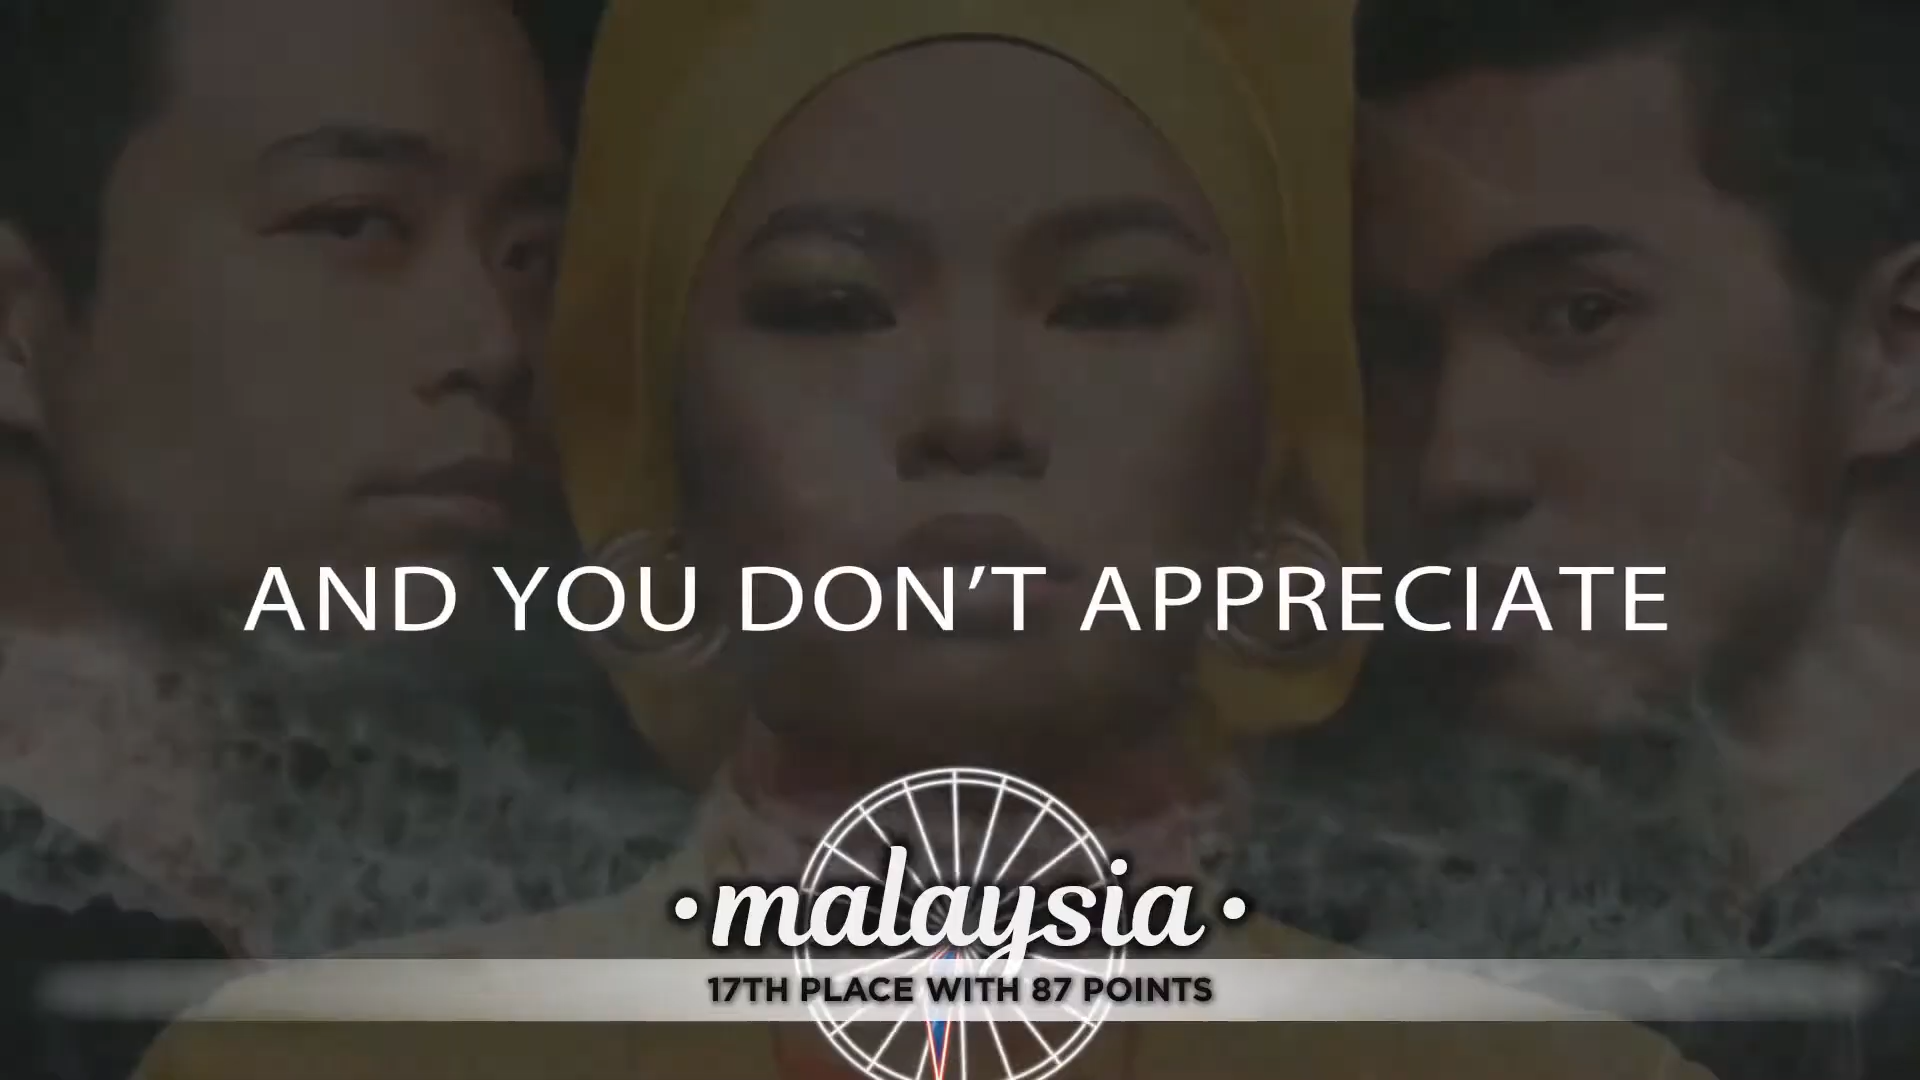 AND YOU DON’T APPRECIATE
•malaysia•
17TH PLACE WITH 87 POINTS